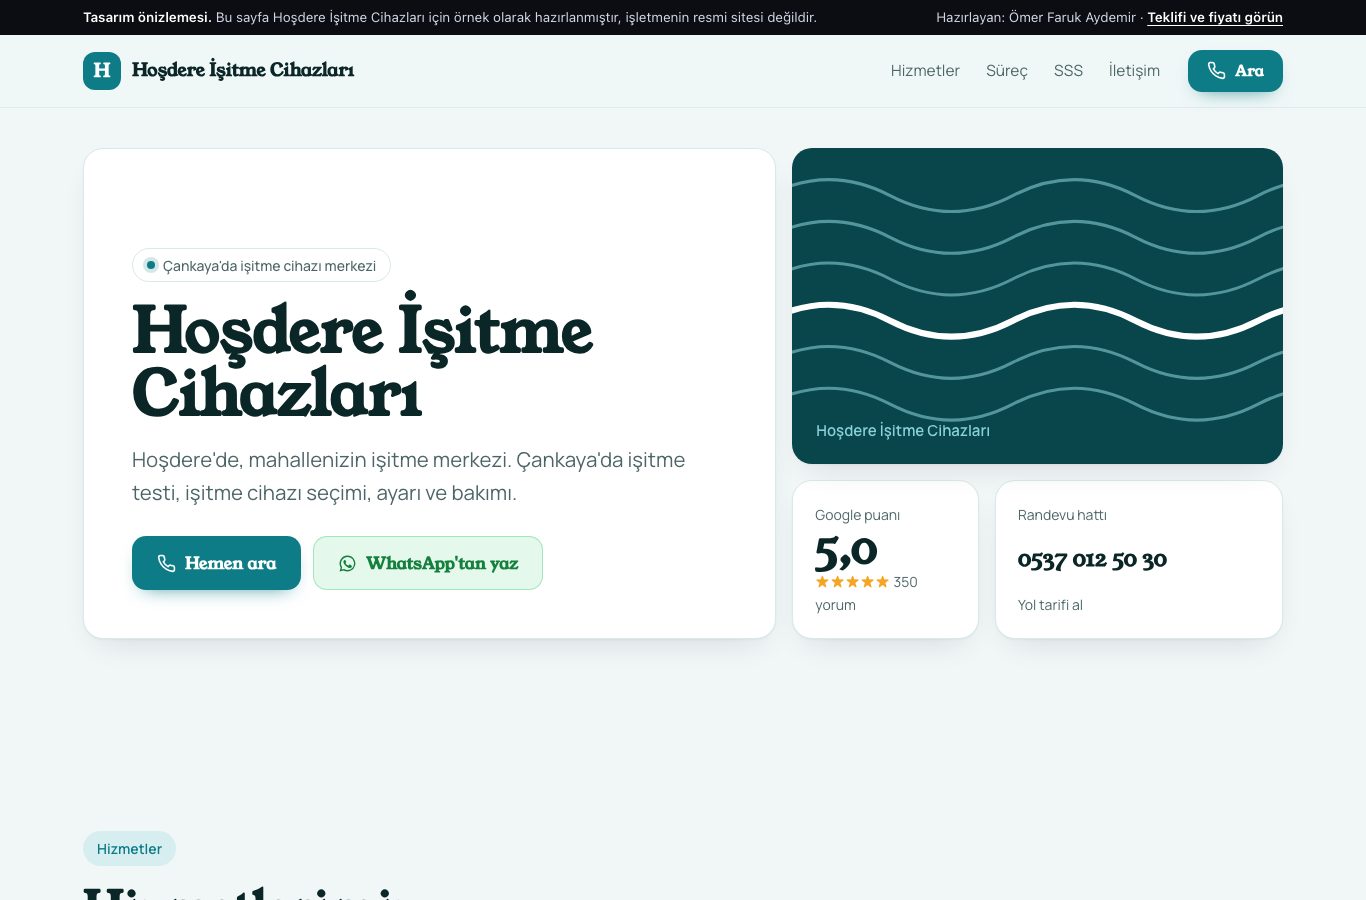 Tasarım önizlemesi. Bu sayfa Hoşdere İşitme Cihazları için örnek olarak hazırlanmıştır, işletmenin resmi sitesi değildir.
Hazırlayan: Ömer Faruk Aydemir · Teklifi ve fiyatı görün
H
Hoşdere İşitme Cihazları
Hizmetler
Süreç
SSS
İletişim
Ara
Çankaya'da işitme cihazı merkezi
Hoşdere İşitme
Cihazları
Hoşdere'de, mahallenizin işitme merkezi. Çankaya'da işitme
testi, işitme cihazı seçimi, ayarı ve bakımı.
Hemen ara
WhatsApp'tan yaz
Hoşdere İşitme Cihazları
Google puanı
5,0
★★★★★ 350
yorum
Randevu hattı
0537 012 50 30
Yol tarifi al
Hizmetler